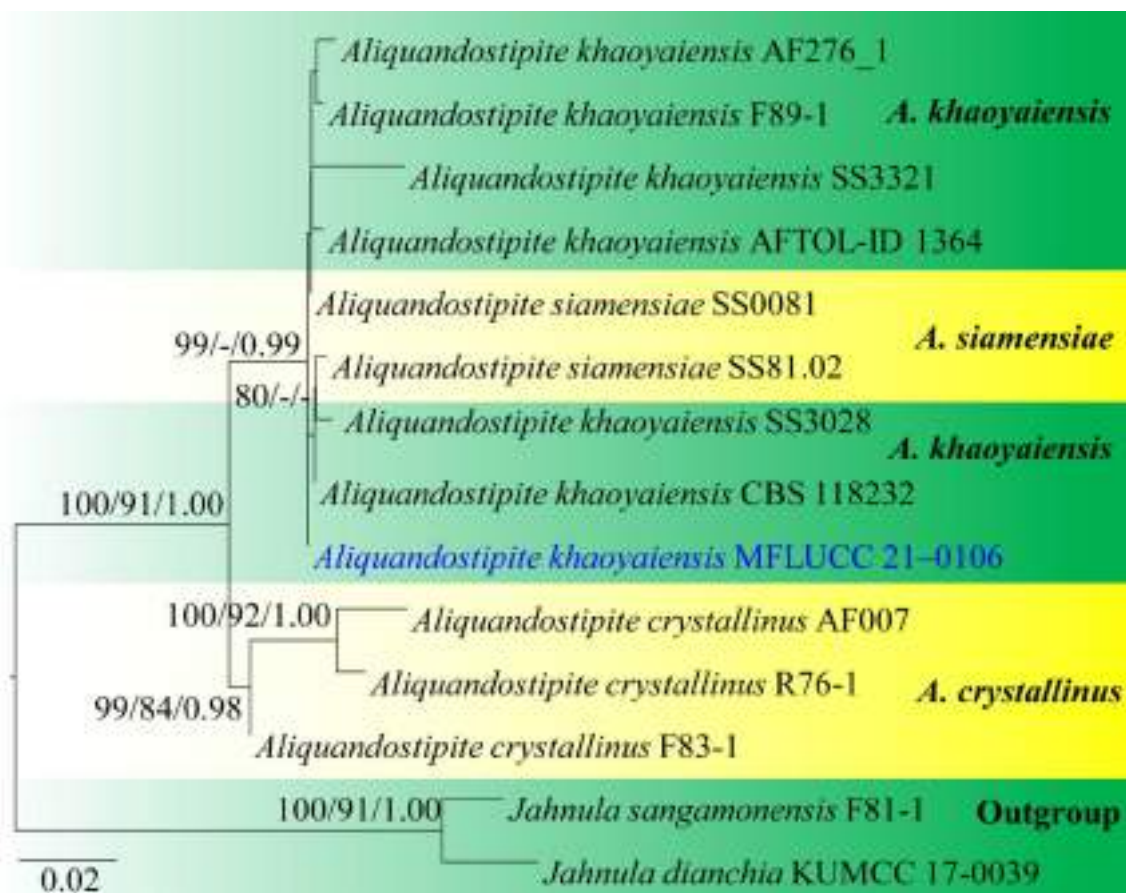 Aliquandostipite khaoyaiensis AF276_1
Aliquandostipite khaoyaiensis F89-1
A. khaoyaiensis
Aliquandostipite khaoyaiensis SS3321
Aliquandostipite khaoyaiensis AFTOL-ID 1364
Aliquandostipite siamensiae SS0081
A. siamensiae
99/-/0.99
Aliquandostipite siamensiae SS81.02
80/-/-
Aliquandostipite khaoyaiensis SS3028
A. khaoyaiensis
Aliquandostipite khaoyaiensis CBS 118232
100/91/1.00
Aliquandostipite khaoyaiensis MFLUCC 21–0106
100/92/1.00
Aliquandostipite crystallinus AF007
Aliquandostipite crystallinus R76-1
A. crystallinus
99/84/0.98
Aliquandostipite crystallinus F83-1
100/91/1.00
Jahnula sangamonensis F81-1
Outgroup
Jahnula dianchia KUMCC 17-0039
0.02